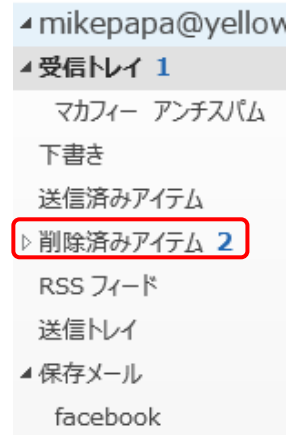 mikepapa@yellow
受信トレイ 1
マカフィー アンチスパム
下書き
送信済みアイテム
削除済みアイテム 2
RSS フィード
送信トレイ
保存メール
facebook